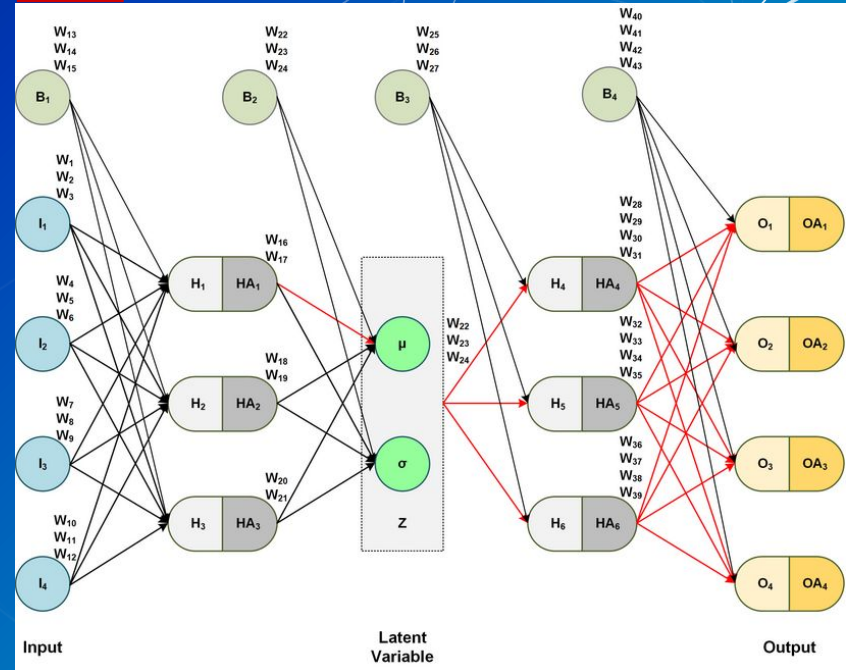 W13
W14
W15
W22
W23
W24
W25
W26
W27
W40
W41
W42
W43
B1
B2
B3
B4
W1
W2
W3
I1
W4
W5
W6
I2
W7
W8
W9
I3
W10
W11
W12
I4
H1 HA1
W16
W17
H2 HA2
W18
W19
H3 HA3
W20
W21
μ
σ
Z
W22
W23
W24
W28
W29
W30
W31
H4 HA4
W32
W33
W34
W35
H5 HA5
W36
W37
W38
W39
H6 HA6
O1 OA1
O2 OA2
O3 OA3
O4 OA4
Input
Latent
Variable
Output